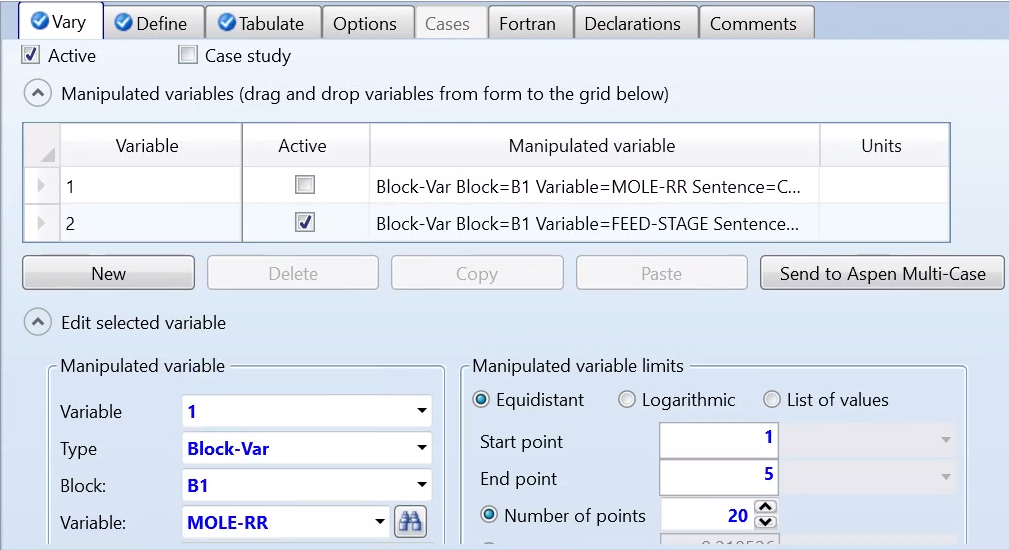 Vary Define Tabulate Options Cases Fortran Declarations Comments
Active Case study
Manipulated variables (drag and drop variables from form to the grid below)
Variable Active Manipulated variable Units
1 Block-Var Block=B1 Variable=MOLE-RR Sentence=C...
2 Block-Var Block=B1 Variable=FEED-STAGE Sentence...
New Delete Copy Paste Send to Aspen Multi-Case
Edit selected variable
Manipulated variable Manipulated variable limits
Variable 1 Equidistant Logarithmic List of values
Type Block-Var Start point 1
Block: B1 End point 5
Variable: MOLE-RR Number of points 20